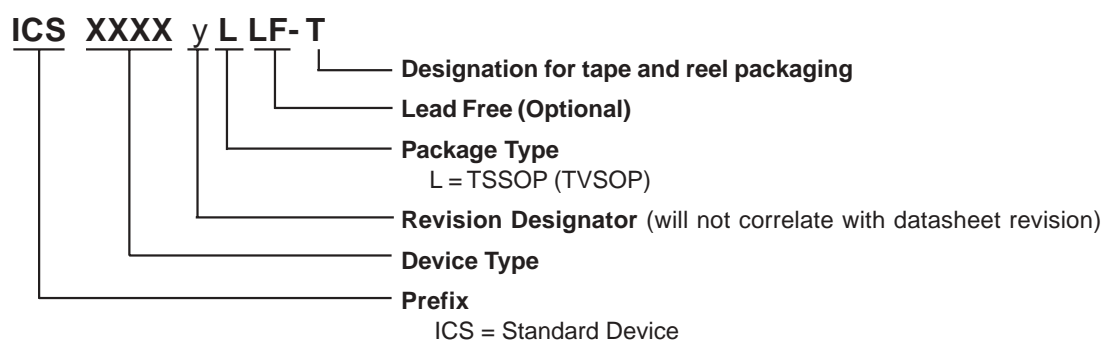 ICS XXXX y L LF- T
Designation for tape and reel packaging
Lead Free (Optional)
Package Type
L = TSSOP (TVSOP)
Revision Designator (will not correlate with datasheet revision)
Device Type
Prefix
ICS = Standard Device